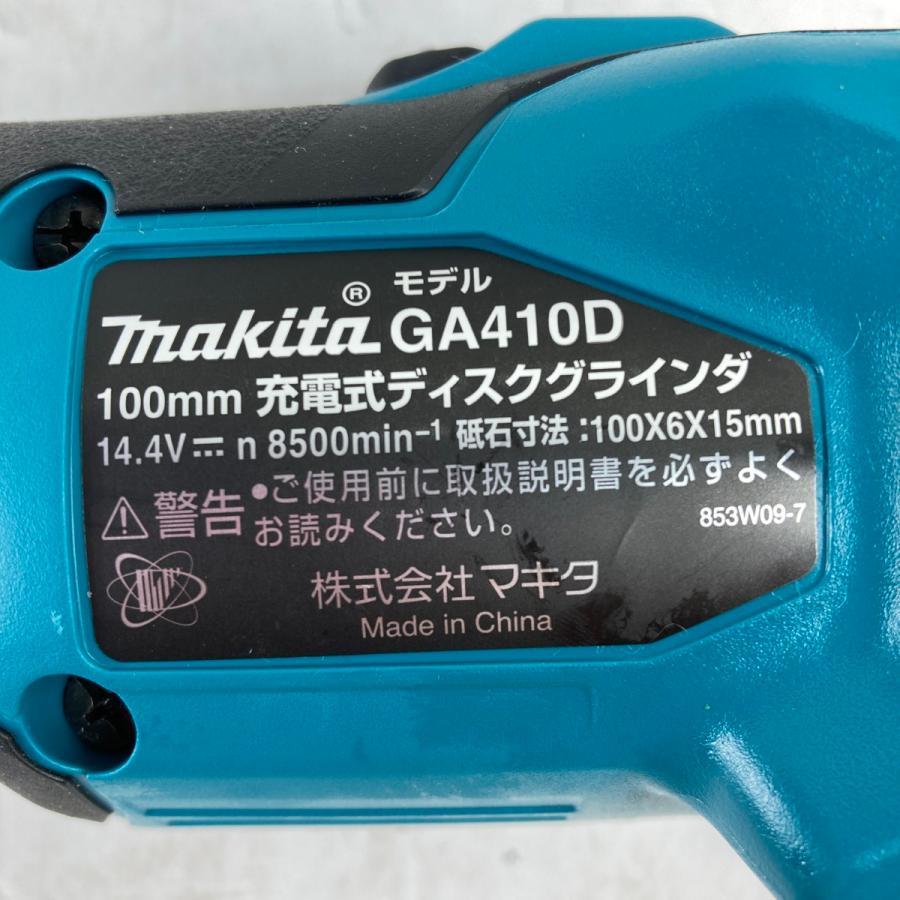 モデル
makita® GA410D
100mm 充電式ディスクグラインダ
14.4V⎓ n 8500min⁻¹ 砥石寸法:100X6X15mm
⚠警告 •ご使用前に取扱説明書を必ずよく
お読みください。 853W09-7
株式会社マキタ
Made in China